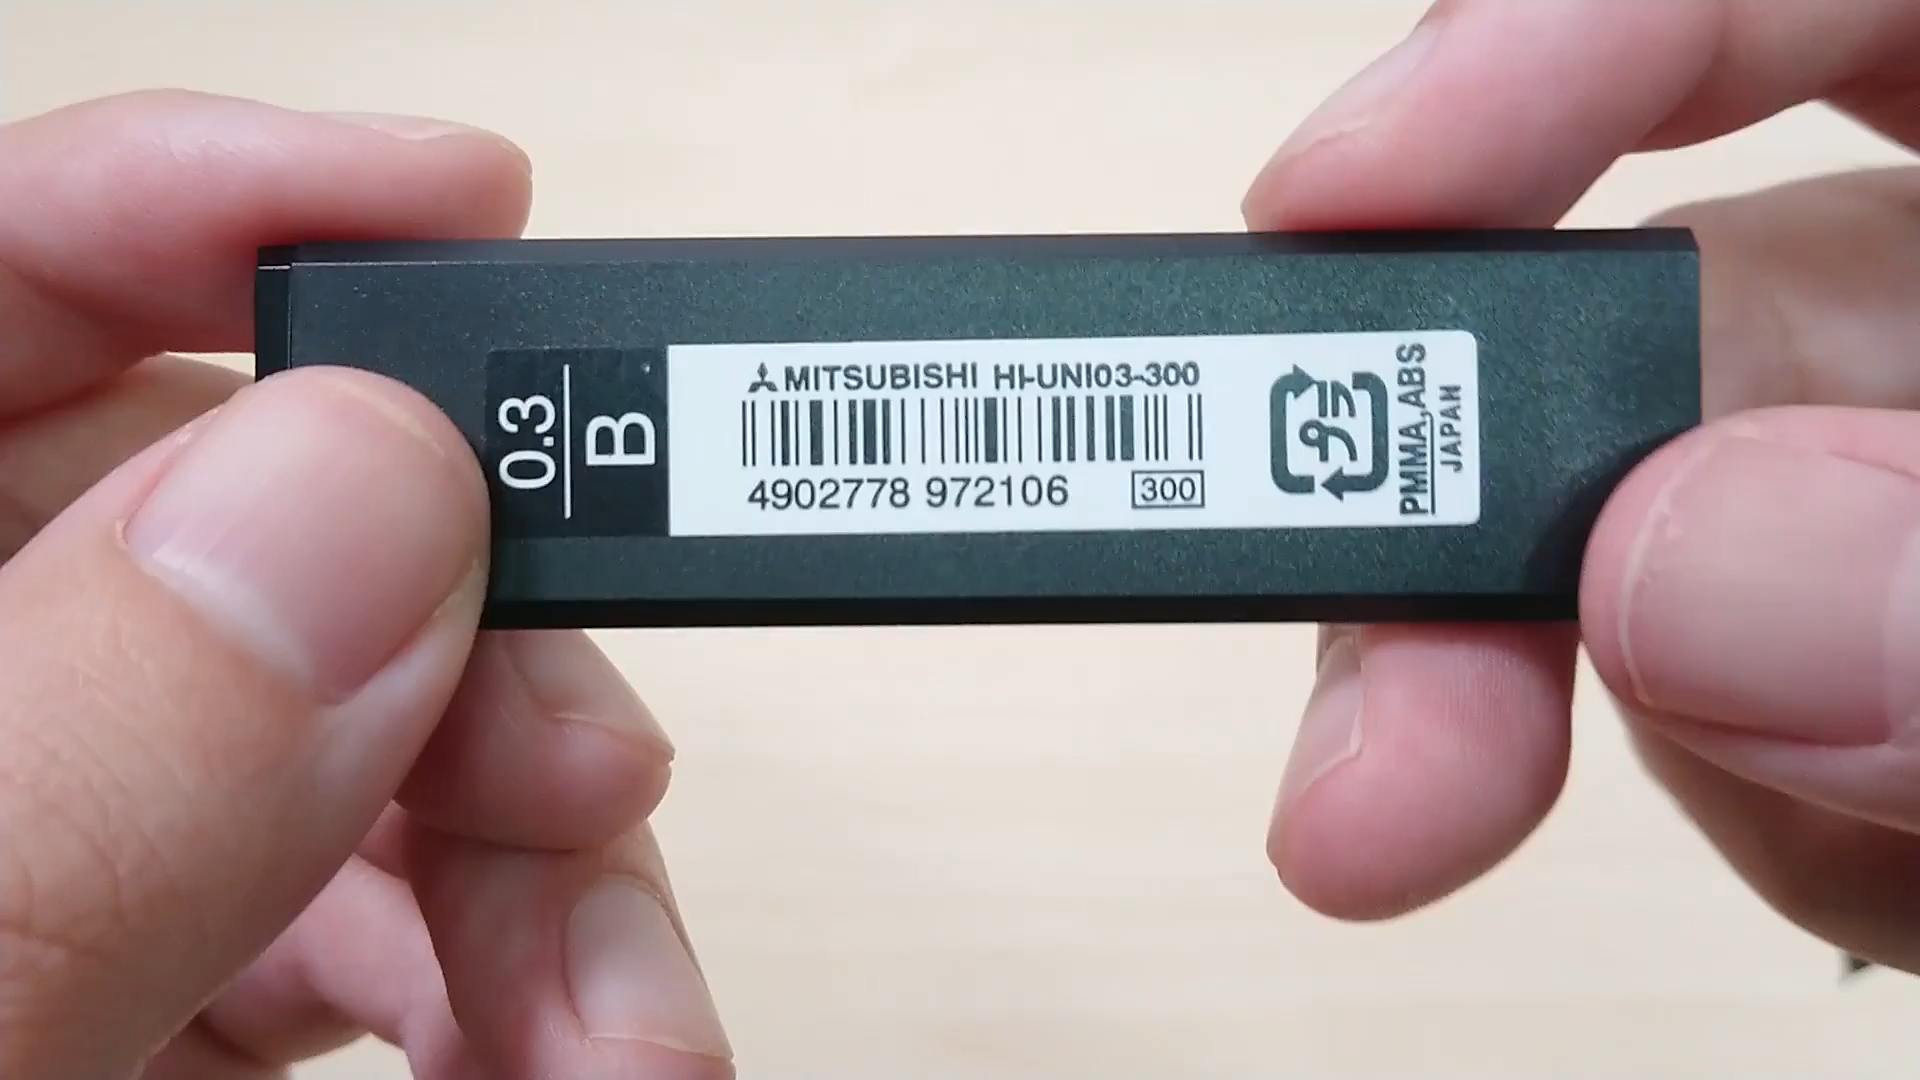 0.3
B
MITSUBISHI HI-UNI03-300
4902778 972106
300
プラ
PMMA,ABS
JAPAN